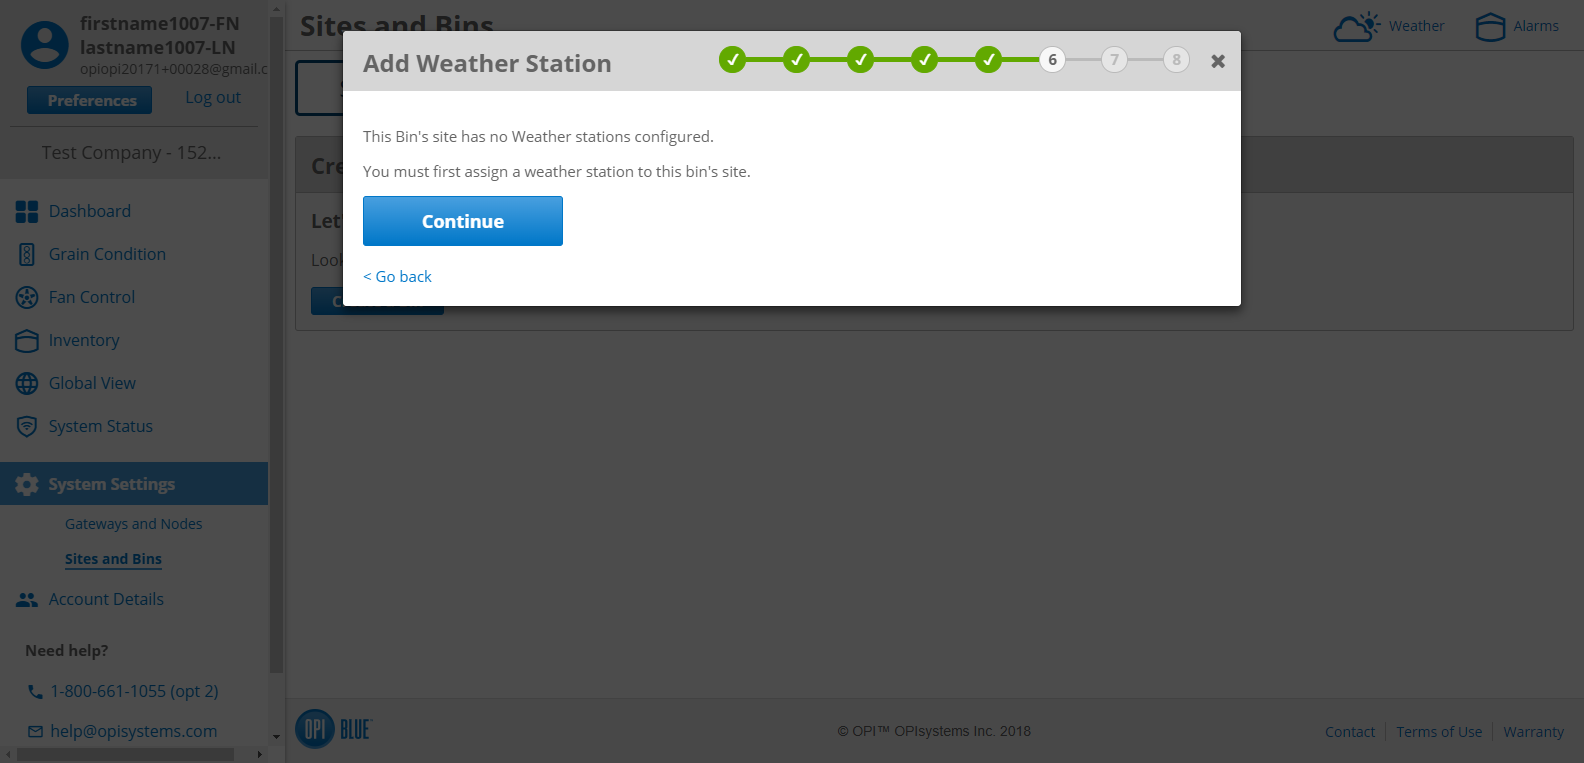 firstname1007-FN
lastname1007-LN
opiopi20171+00028@gmail.c
Preferences
Log out
Test Company - 152...
Dashboard
Grain Condition
Fan Control
Inventory
Global View
System Status
System Settings
Gateways and Nodes
Sites and Bins
Account Details
Need help?
1-800-661-1055 (opt 2)
help@opisystems.com
Sites and Bins
Weather
Alarms
Add Weather Station
6
7
8
This Bin's site has no Weather stations configured.
You must first assign a weather station to this bin's site.
Continue
< Go back
Cre
Let
Look
OPI BLUE
© OPI™ OPIsystems Inc. 2018
Contact
Terms of Use
Warranty